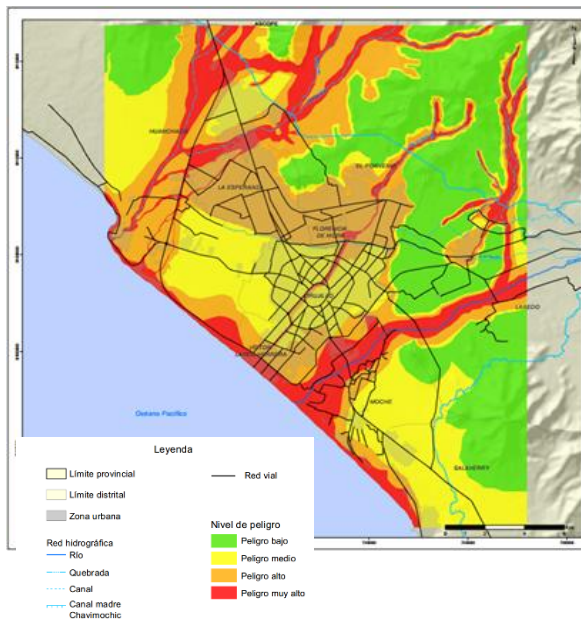 ASCOPE
HUANCHACO
EL PORVENIR
LA ESPERANZA
FLORENCIA
DE MORA
TRUJILLO
LAREDO
VICTOR
LARCO HERRERA
MOCHE
Océano Pacífico
SALAVERRY
Leyenda
Límite provincial
Límite distrital
Zona urbana
Red vial
Red hidrográfica
Río
Quebrada
Canal
Canal madre
Chavimochic
Nivel de peligro
Peligro bajo
Peligro medio
Peligro alto
Peligro muy alto